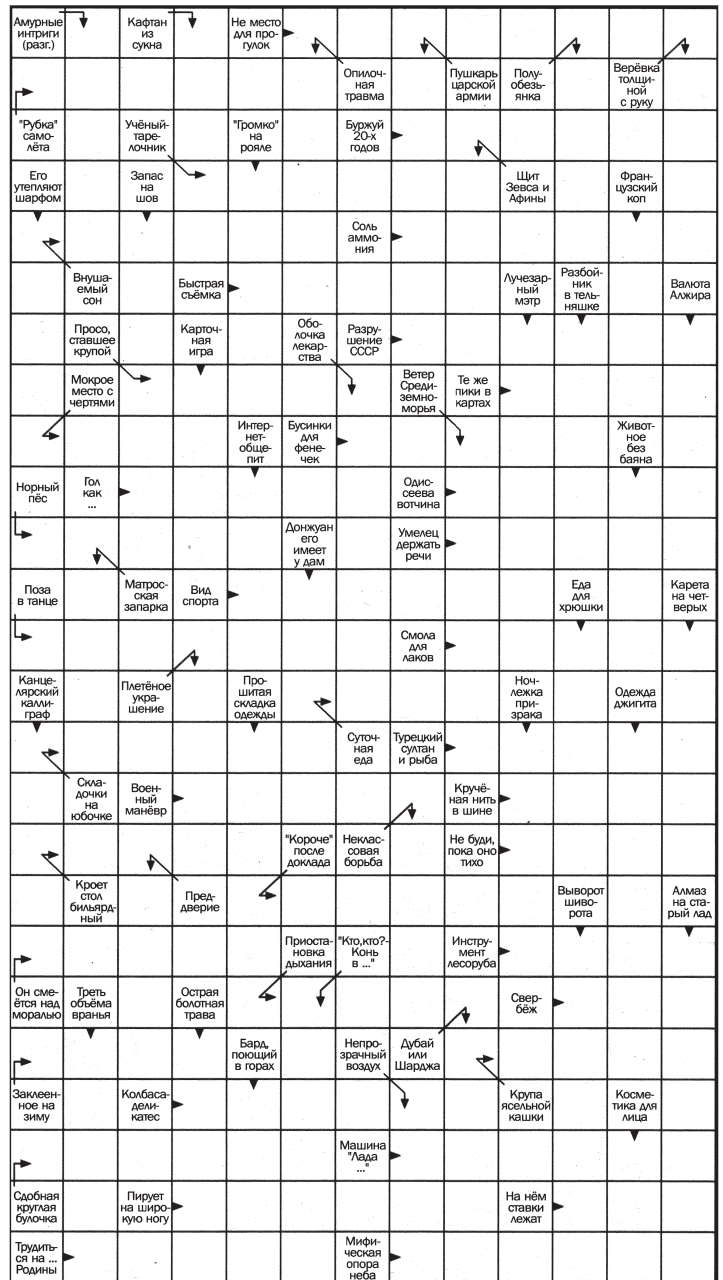 Амурные
интриги
(разг.)
Кафтан
из
сукна
Не место
для про-
гулок
Опилоч-
ная
травма
Пушкарь
царской
армии
Полу-
обезь-
янка
Верёвка
толщи-
ной
с руку
"Рубка"
само-
лёта
Учёный-
таре-
лочник
"Громко"
на
рояле
Буржуй
20-х
годов
Его
утепляют
шарфом
Запас
на
шов
Щит
Зевса и
Афины
Фран-
цузский
коп
Соль
аммо-
ния
Внуша-
емый
сон
Быстрая
съёмка
Лучезар-
ный
мэтр
Разбой-
ник
в тель-
няшке
Валюта
Алжира
Просо,
ставшее
крупой
Карточ-
ная
игра
Обо-
лочка
лекар-
ства
Разру-
шение
СССР
Мокрое
место с
чертями
Ветер
Среди-
земно-
морья
Те же
пики в
картах
Интер-
нет-
обще-
пит
Бусинки
для
фене-
чек
Живот-
ное
без
баяна
Норный
пёс
Гол
как
...
Одис-
сеева
вотчина
Донжуан
его
имеет
у дам
Умелец
держать
речи
Поза
в танце
Матрос-
ская
запарка
Вид
спорта
Еда
для
хрюшки
Карета
на чет-
верых
Смола
для
лаков
Канце-
лярский
калли-
граф
Плетёное
укра-
шение
Про-
шитая
складка
одежды
Ноч-
лежка
при-
зрака
Одежда
джигита
Суточ-
ная
еда
Турецкий
султан
и рыба
Скла-
дочки
на
юбочке
Воен-
ный
манёвр
Кручё-
ная нить
в шине
"Короче"
после
доклада
Неклас-
совая
борьба
Не буди,
пока оно
тихо
Кроет
стол
бильярд-
ный
Пред-
дверие
Выворот
шиво-
рота
Алмаз
на ста-
рый лад
Приоста-
новка
дыхания
"Кто,кто?-
Конь
в ..."
Инстру-
мент
лесоруба
Он сме-
ётся над
моралью
Треть
объёма
вранья
Острая
болотная
трава
Свер-
бёж
Бард,
поющий
в горах
Непро-
зрачный
воздух
Дубай
или
Шарджа
Заклеен-
ное на
зиму
Колбаса-
дели-
катес
Крупа
ясельной
кашки
Косме-
тика для
лица
Машина
"Лада
..."
Сдобная
круглая
булочка
Пирует
на широ-
кую ногу
На нём
ставки
лежат
Трудить-
ся на ...
Родины
Мифи-
ческая
опора
неба